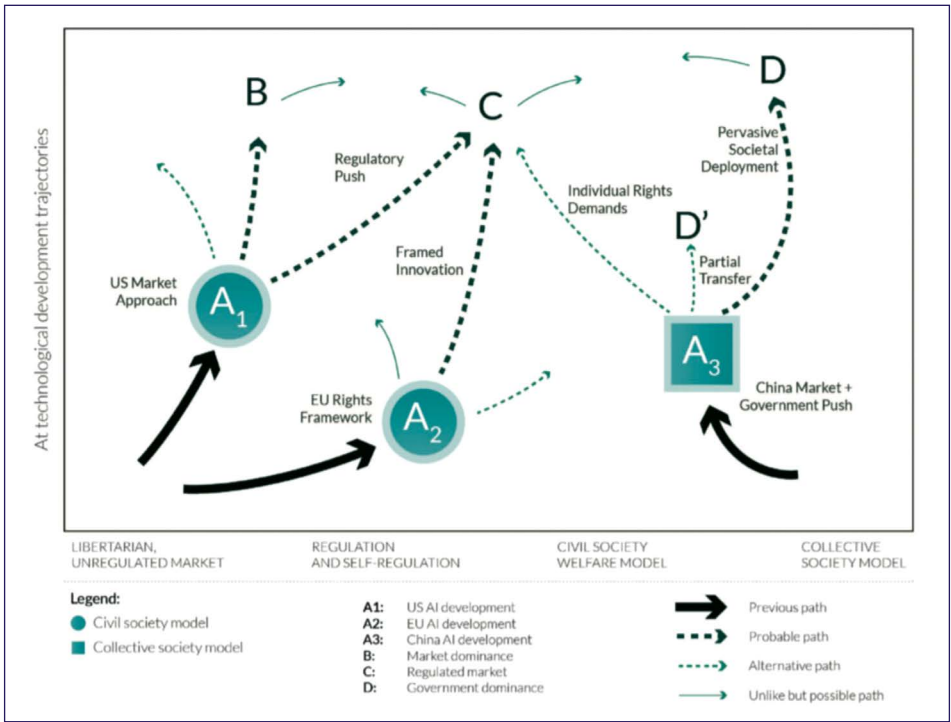 At technological development trajectories
B
C
D
Regulatory
Push
Pervasive
Societal
Deployment
Individual Rights
Demands
D’
Framed
Innovation
Partial
Transfer
US Market
Approach
A1
A3
EU Rights
Framework
A2
China Market +
Government Push
LIBERTARIAN,
UNREGULATED MARKET
REGULATION
AND SELF-REGULATION
CIVIL SOCIETY
WELFARE MODEL
COLLECTIVE
SOCIETY MODEL
Legend:
Civil society model
Collective society model
A1: US AI development
A2: EU AI development
A3: China AI development
B: Market dominance
C: Regulated market
D: Government dominance
Previous path
Probable path
Alternative path
Unlike but possible path